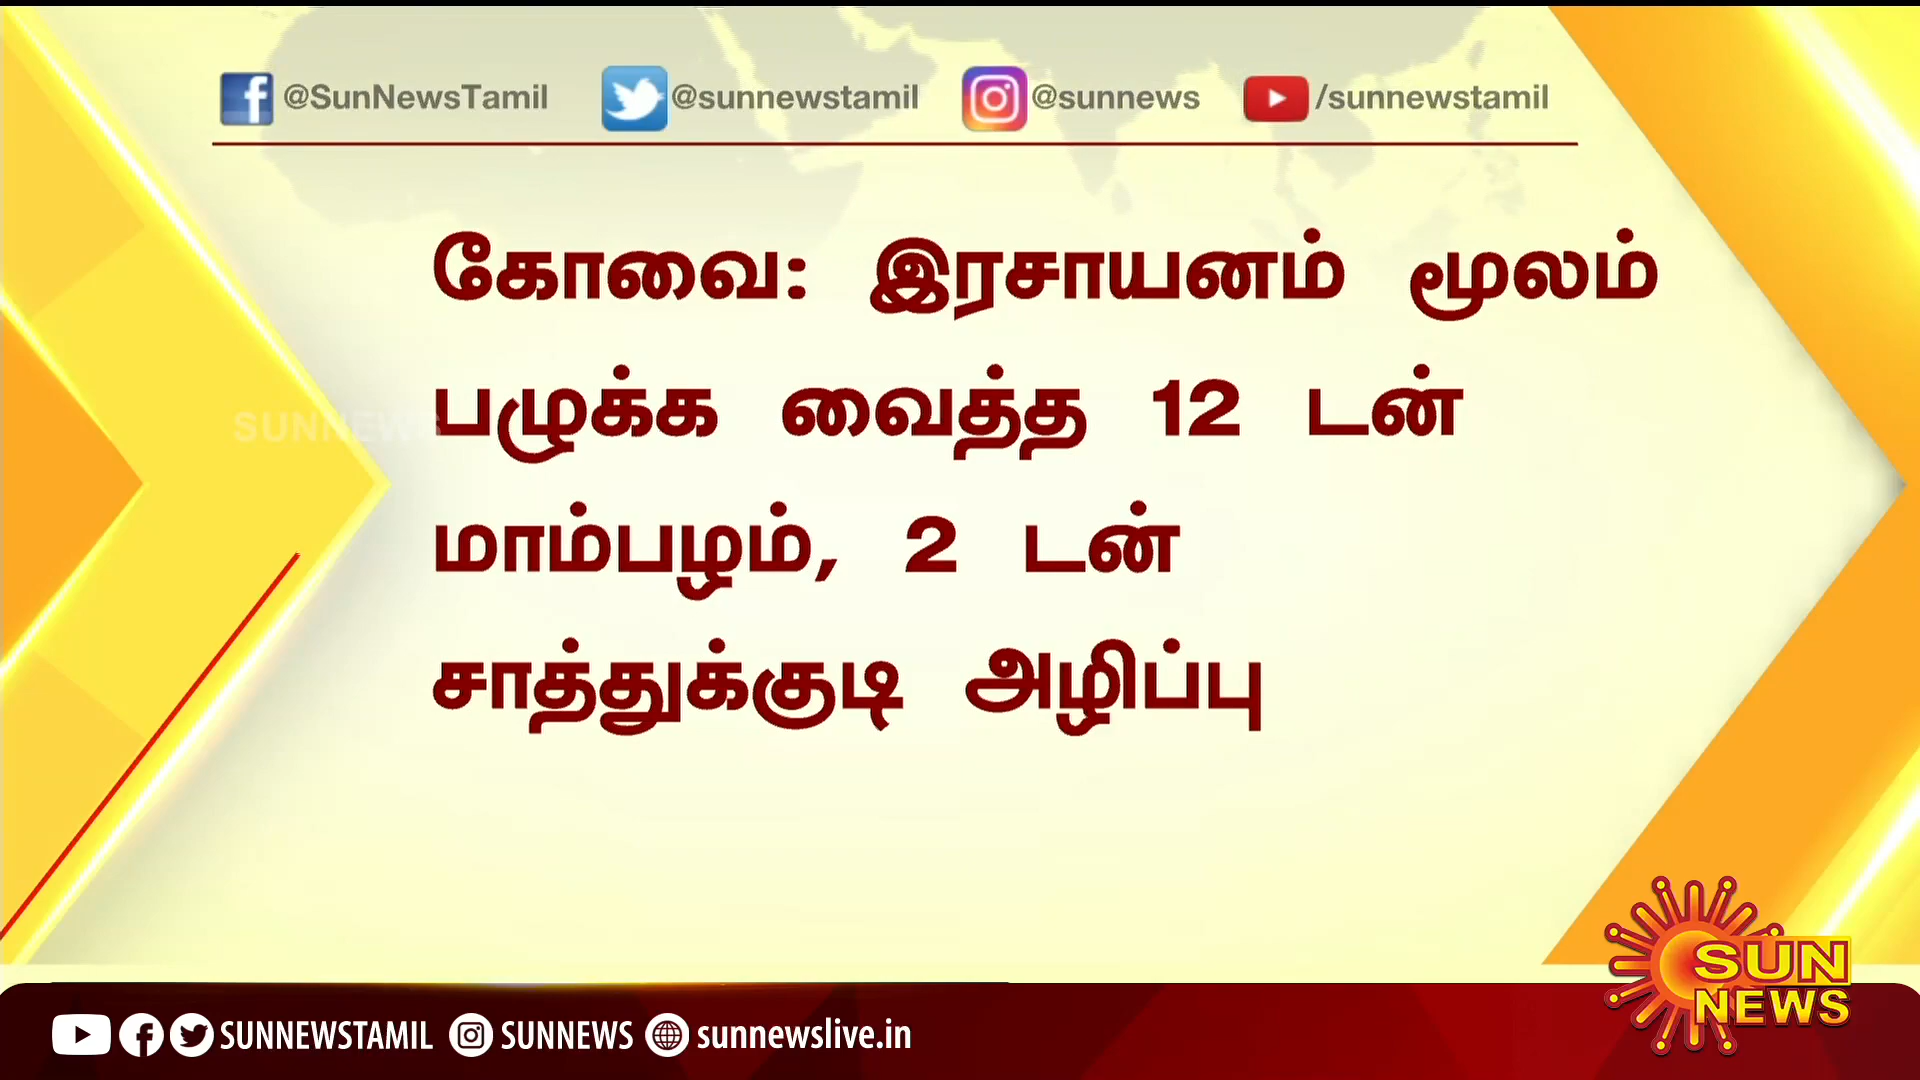 @SunNewsTamil @sunnewstamil @sunnews /sunnewstamil
கோவை: இரசாயனம் மூலம்
பழுக்க வைத்த 12 டன்
SUNNEWS
மாம்பழம், 2 டன்
சாத்துக்குடி அழிப்பு
SUN
NEWS
SUNNEWSTAMIL SUNNEWS sunnewslive.in